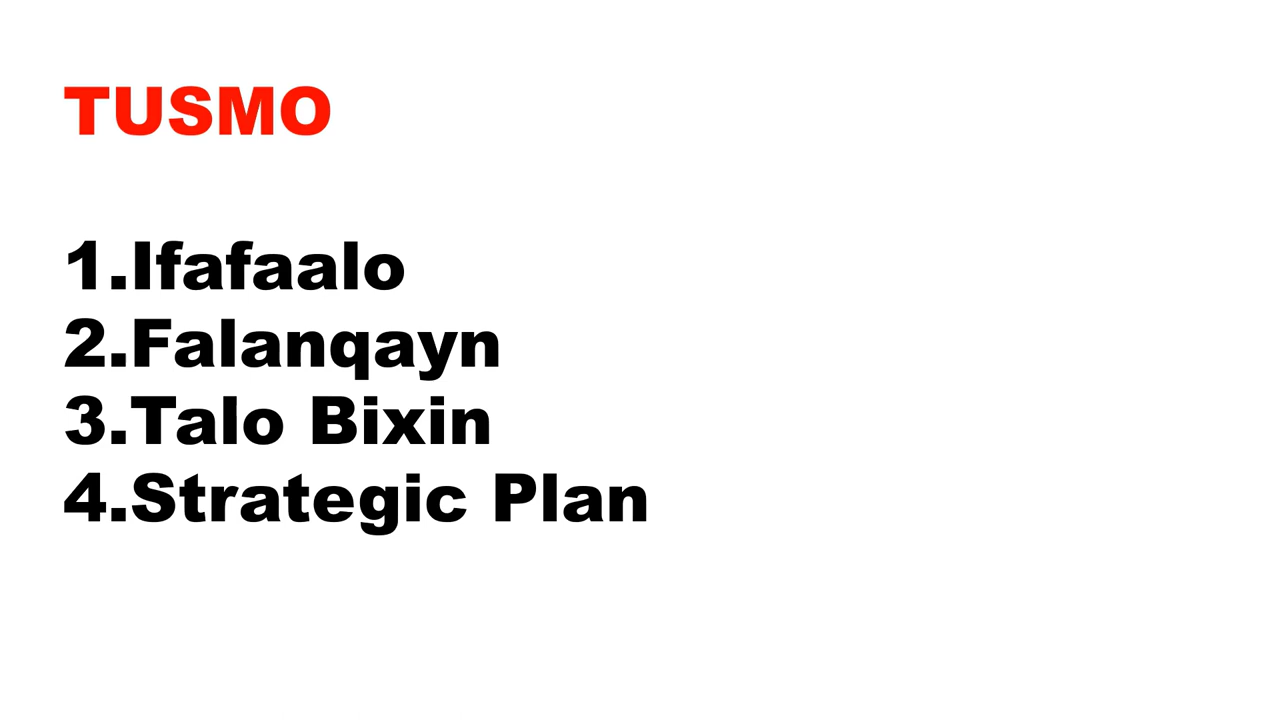 TUSMO
1.Ifafaalo
2.Falanqayn
3.Talo Bixin
4.Strategic Plan